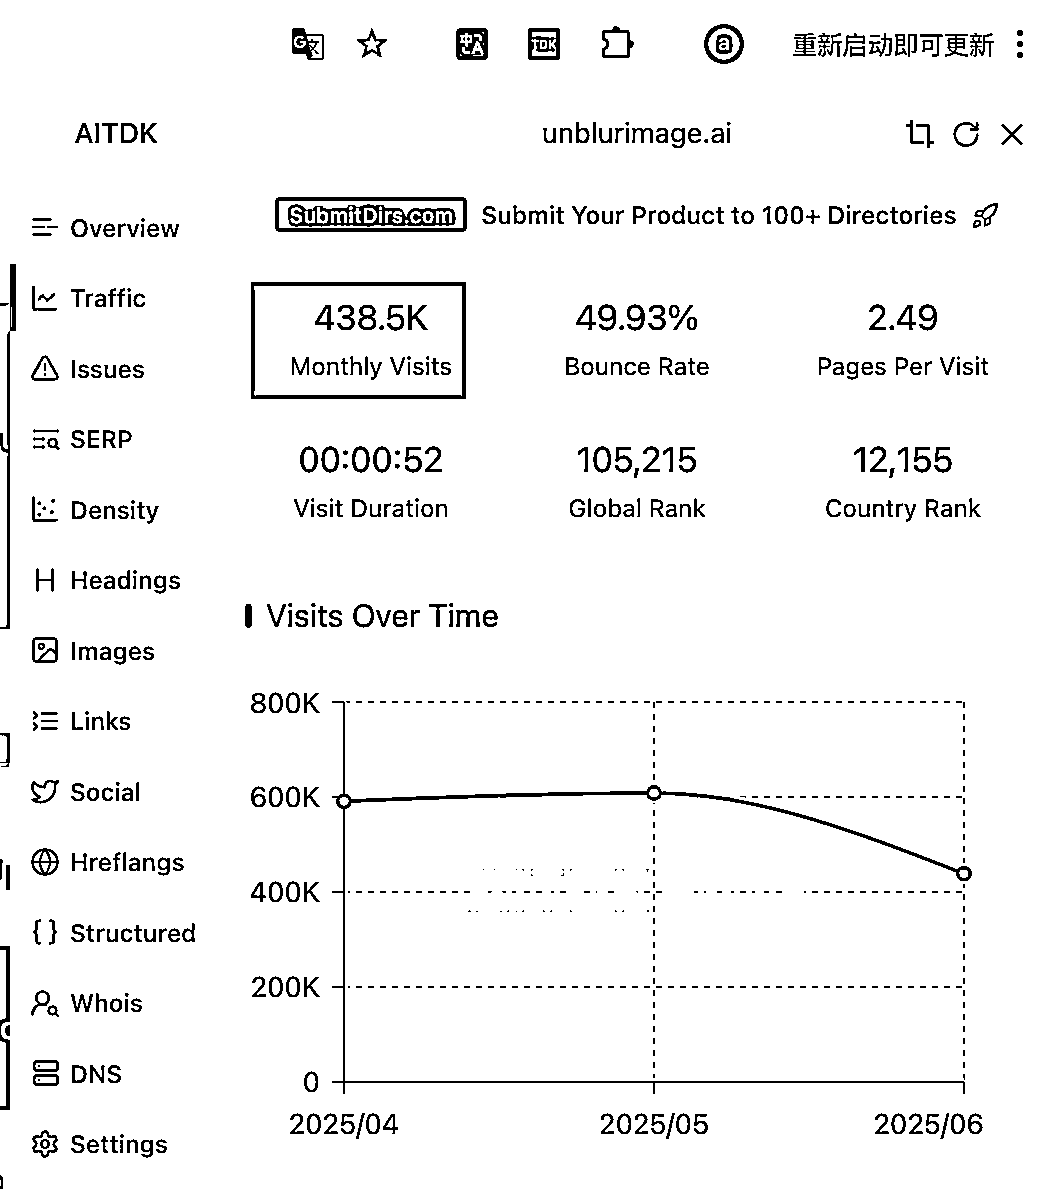 重新启动即可更新
AITDK
unblurimage.ai
SubmitDirs.com Submit Your Product to 100+ Directories
Overview
Traffic
Issues
SERP
Density
Headings
Images
Links
Social
Hreflangs
Structured
Whois
DNS
Settings
438.5K
Monthly Visits
49.93%
Bounce Rate
2.49
Pages Per Visit
00:00:52
Visit Duration
105,215
Global Rank
12,155
Country Rank
Visits Over Time
800K
600K
400K
200K
0
2025/04
2025/05
2025/06